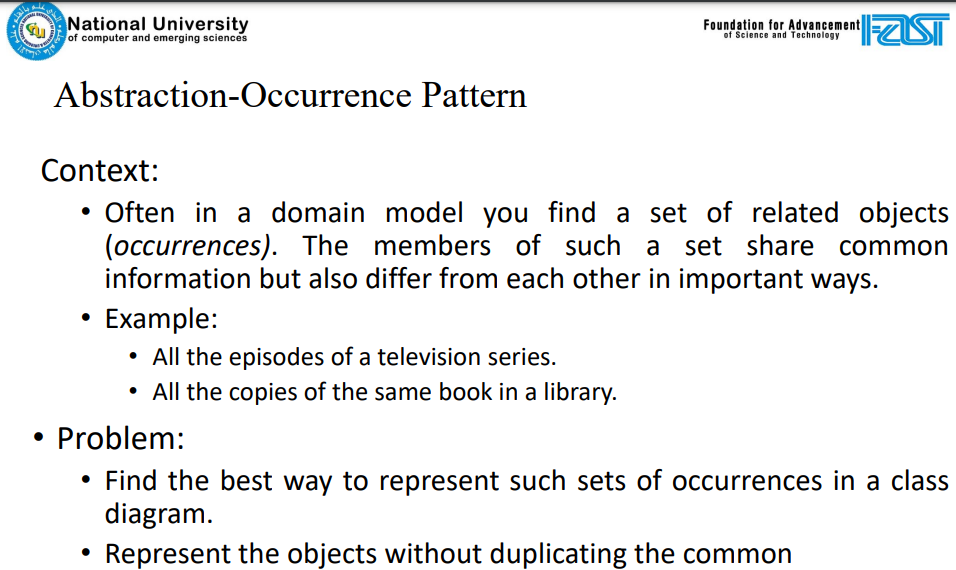 National University
of computer and emerging sciences
Foundation for Advancement
of Science and Technology
FAST
Abstraction-Occurrence Pattern
Context:
• Often in a domain model you find a set of related objects
(occurrences). The members of such a set share common
information but also differ from each other in important ways.
• Example:
• All the episodes of a television series.
• All the copies of the same book in a library.
• Problem:
• Find the best way to represent such sets of occurrences in a class
diagram.
• Represent the objects without duplicating the common